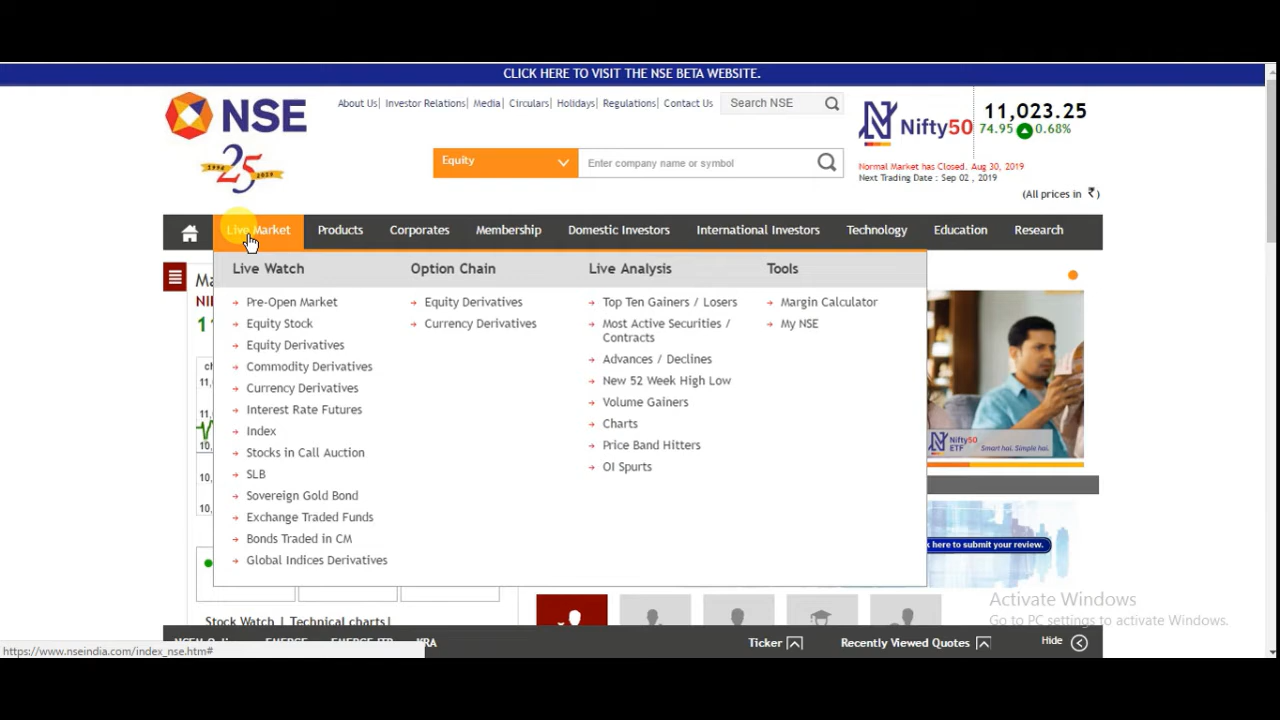 CLICK HERE TO VISIT THE NSE BETA WEBSITE.
NSE
1994 25 2019
About Us| Investor Relations| Media| Circulars| Holidays| Regulations| Contact Us
Search NSE
Equity
Enter company name or symbol
Nifty50
11,023.25
74.95 0.68%
Normal Market has Closed. Aug 30, 2019
Next Trading Date : Sep 02 , 2019
(All prices in ₹)
Live Market Products Corporates Membership Domestic Investors International Investors Technology Education Research
Live Watch
Pre-Open Market
Equity Stock
Equity Derivatives
Commodity Derivatives
Currency Derivatives
Interest Rate Futures
Index
Stocks in Call Auction
SLB
Sovereign Gold Bond
Exchange Traded Funds
Bonds Traded in CM
Global Indices Derivatives
Option Chain
Equity Derivatives
Currency Derivatives
Live Analysis
Top Ten Gainers / Losers
Most Active Securities /
Contracts
Advances / Declines
New 52 Week High Low
Volume Gainers
Charts
Price Band Hitters
OI Spurts
Tools
Margin Calculator
My NSE
Nifty50
ETF
Smart hai. Simple hai.
here to submit your review.
Stock Watch | Technical charts|
Activate Windows
Go to PC settings to activate Windows.
Ticker
Recently Viewed Quotes
Hide
https://www.nseindia.com/index_nse.htm#